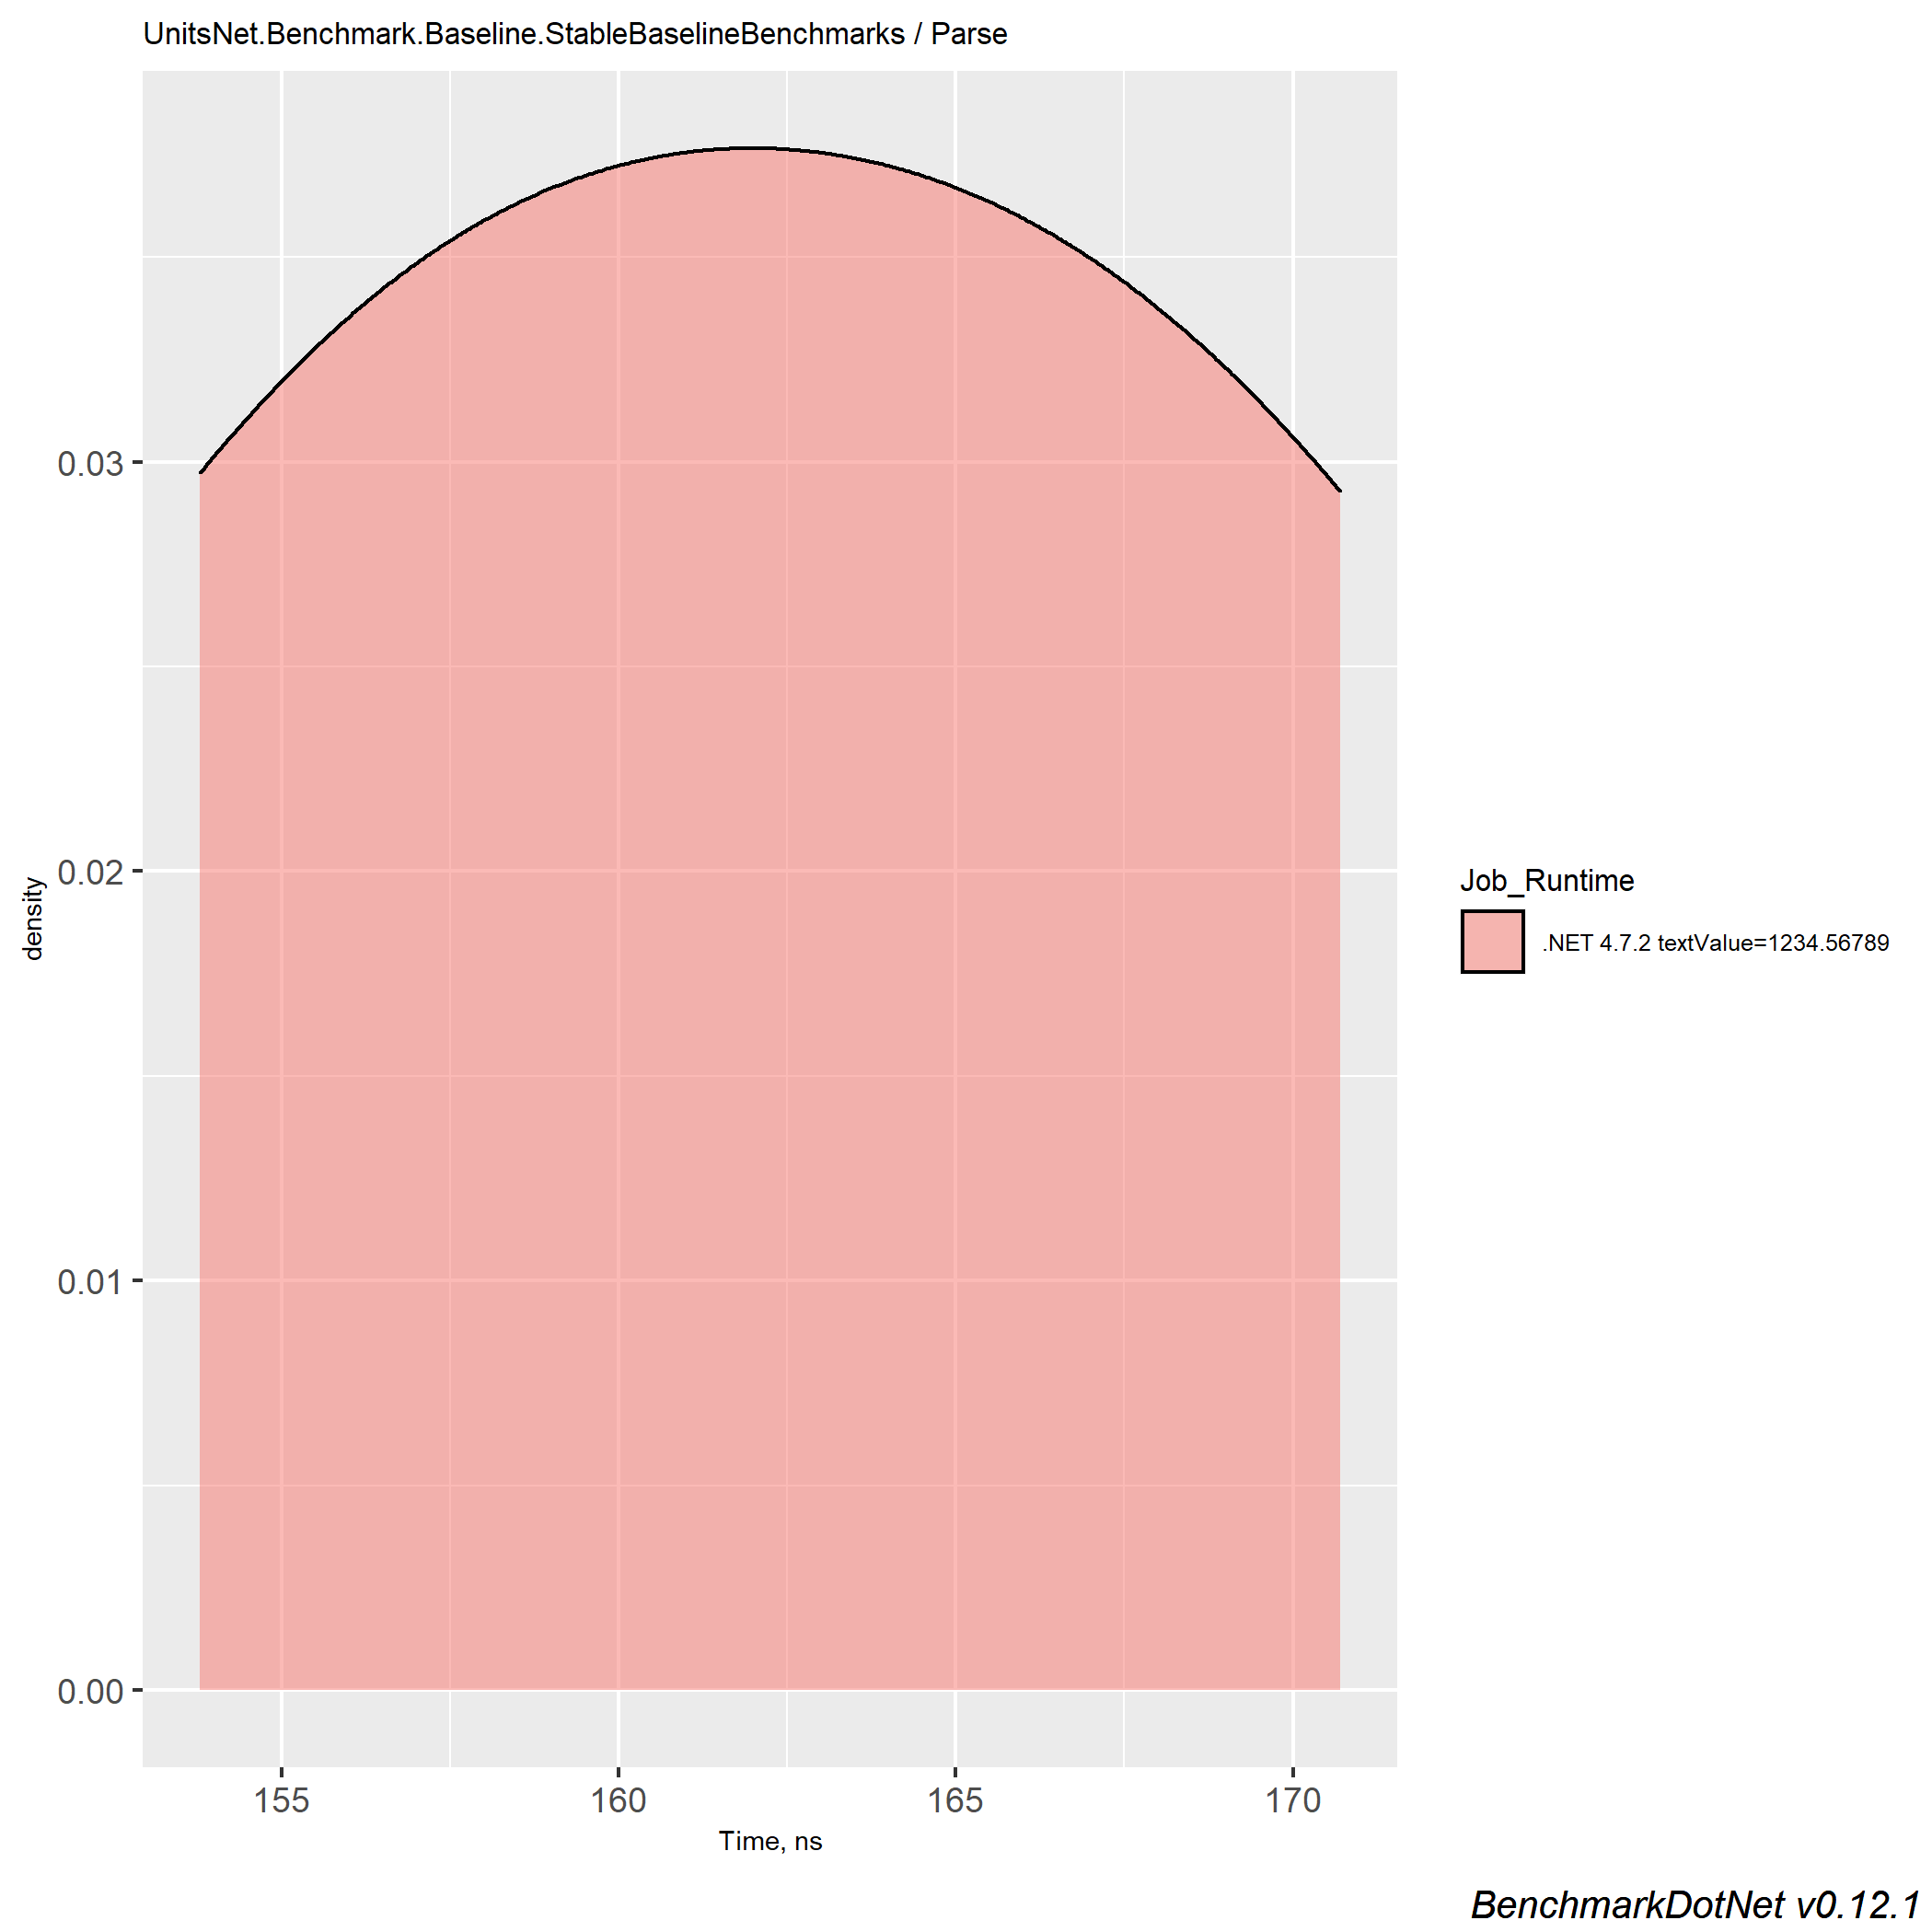 UnitsNet.Benchmark.Baseline.StableBaselineBenchmarks / Parse
0.03
0.02
0.01
0.00
density
155 160 165 170
Time, ns
Job_Runtime
.NET 4.7.2 textValue=1234.56789
BenchmarkDotNet v0.12.1